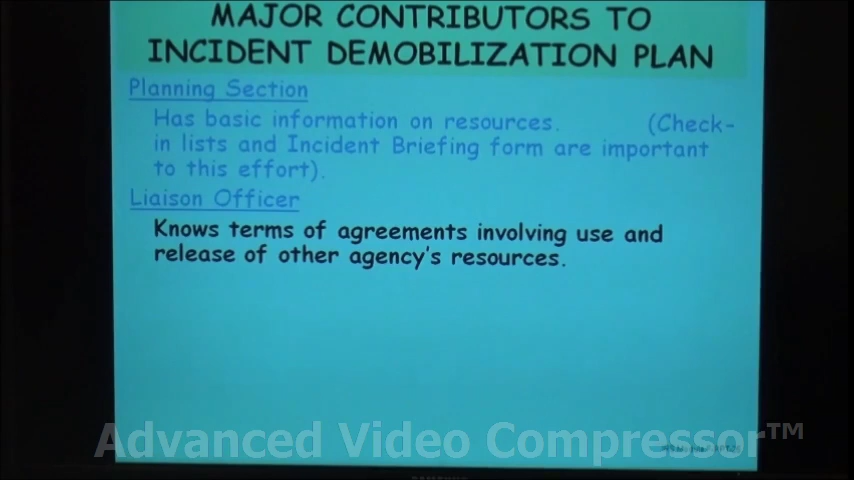 MAJOR CONTRIBUTORS TO
INCIDENT DEMOBILIZATION PLAN
Planning Section
Has basic information on resources. (Check-
in lists and Incident Briefing form are important
to this effort).
Liaison Officer
Knows terms of agreements involving use and
release of other agency's resources.
Advanced Video Compressor™
SAMSUNG